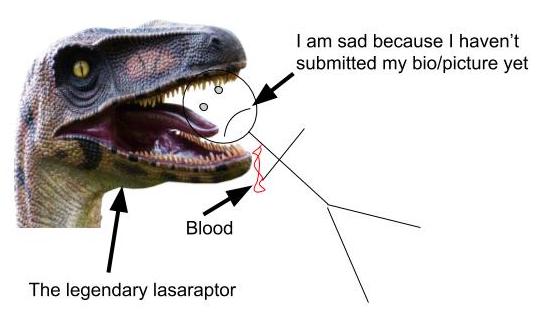 I am sad because I haven't
submitted my bio/picture yet
Blood
The legendary lasaraptor